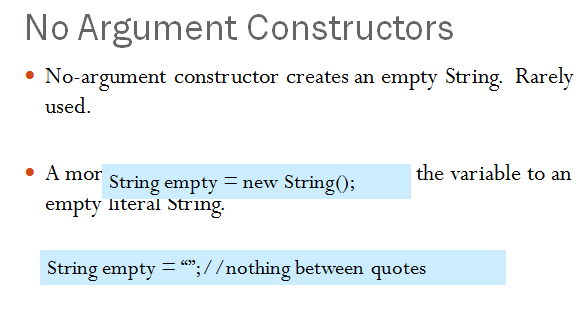 No Argument Constructors
• No-argument constructor creates an empty String. Rarely
used.
• A mor
String empty = new String();
the variable to an
empty literal String.
String empty = “”;//nothing between quotes